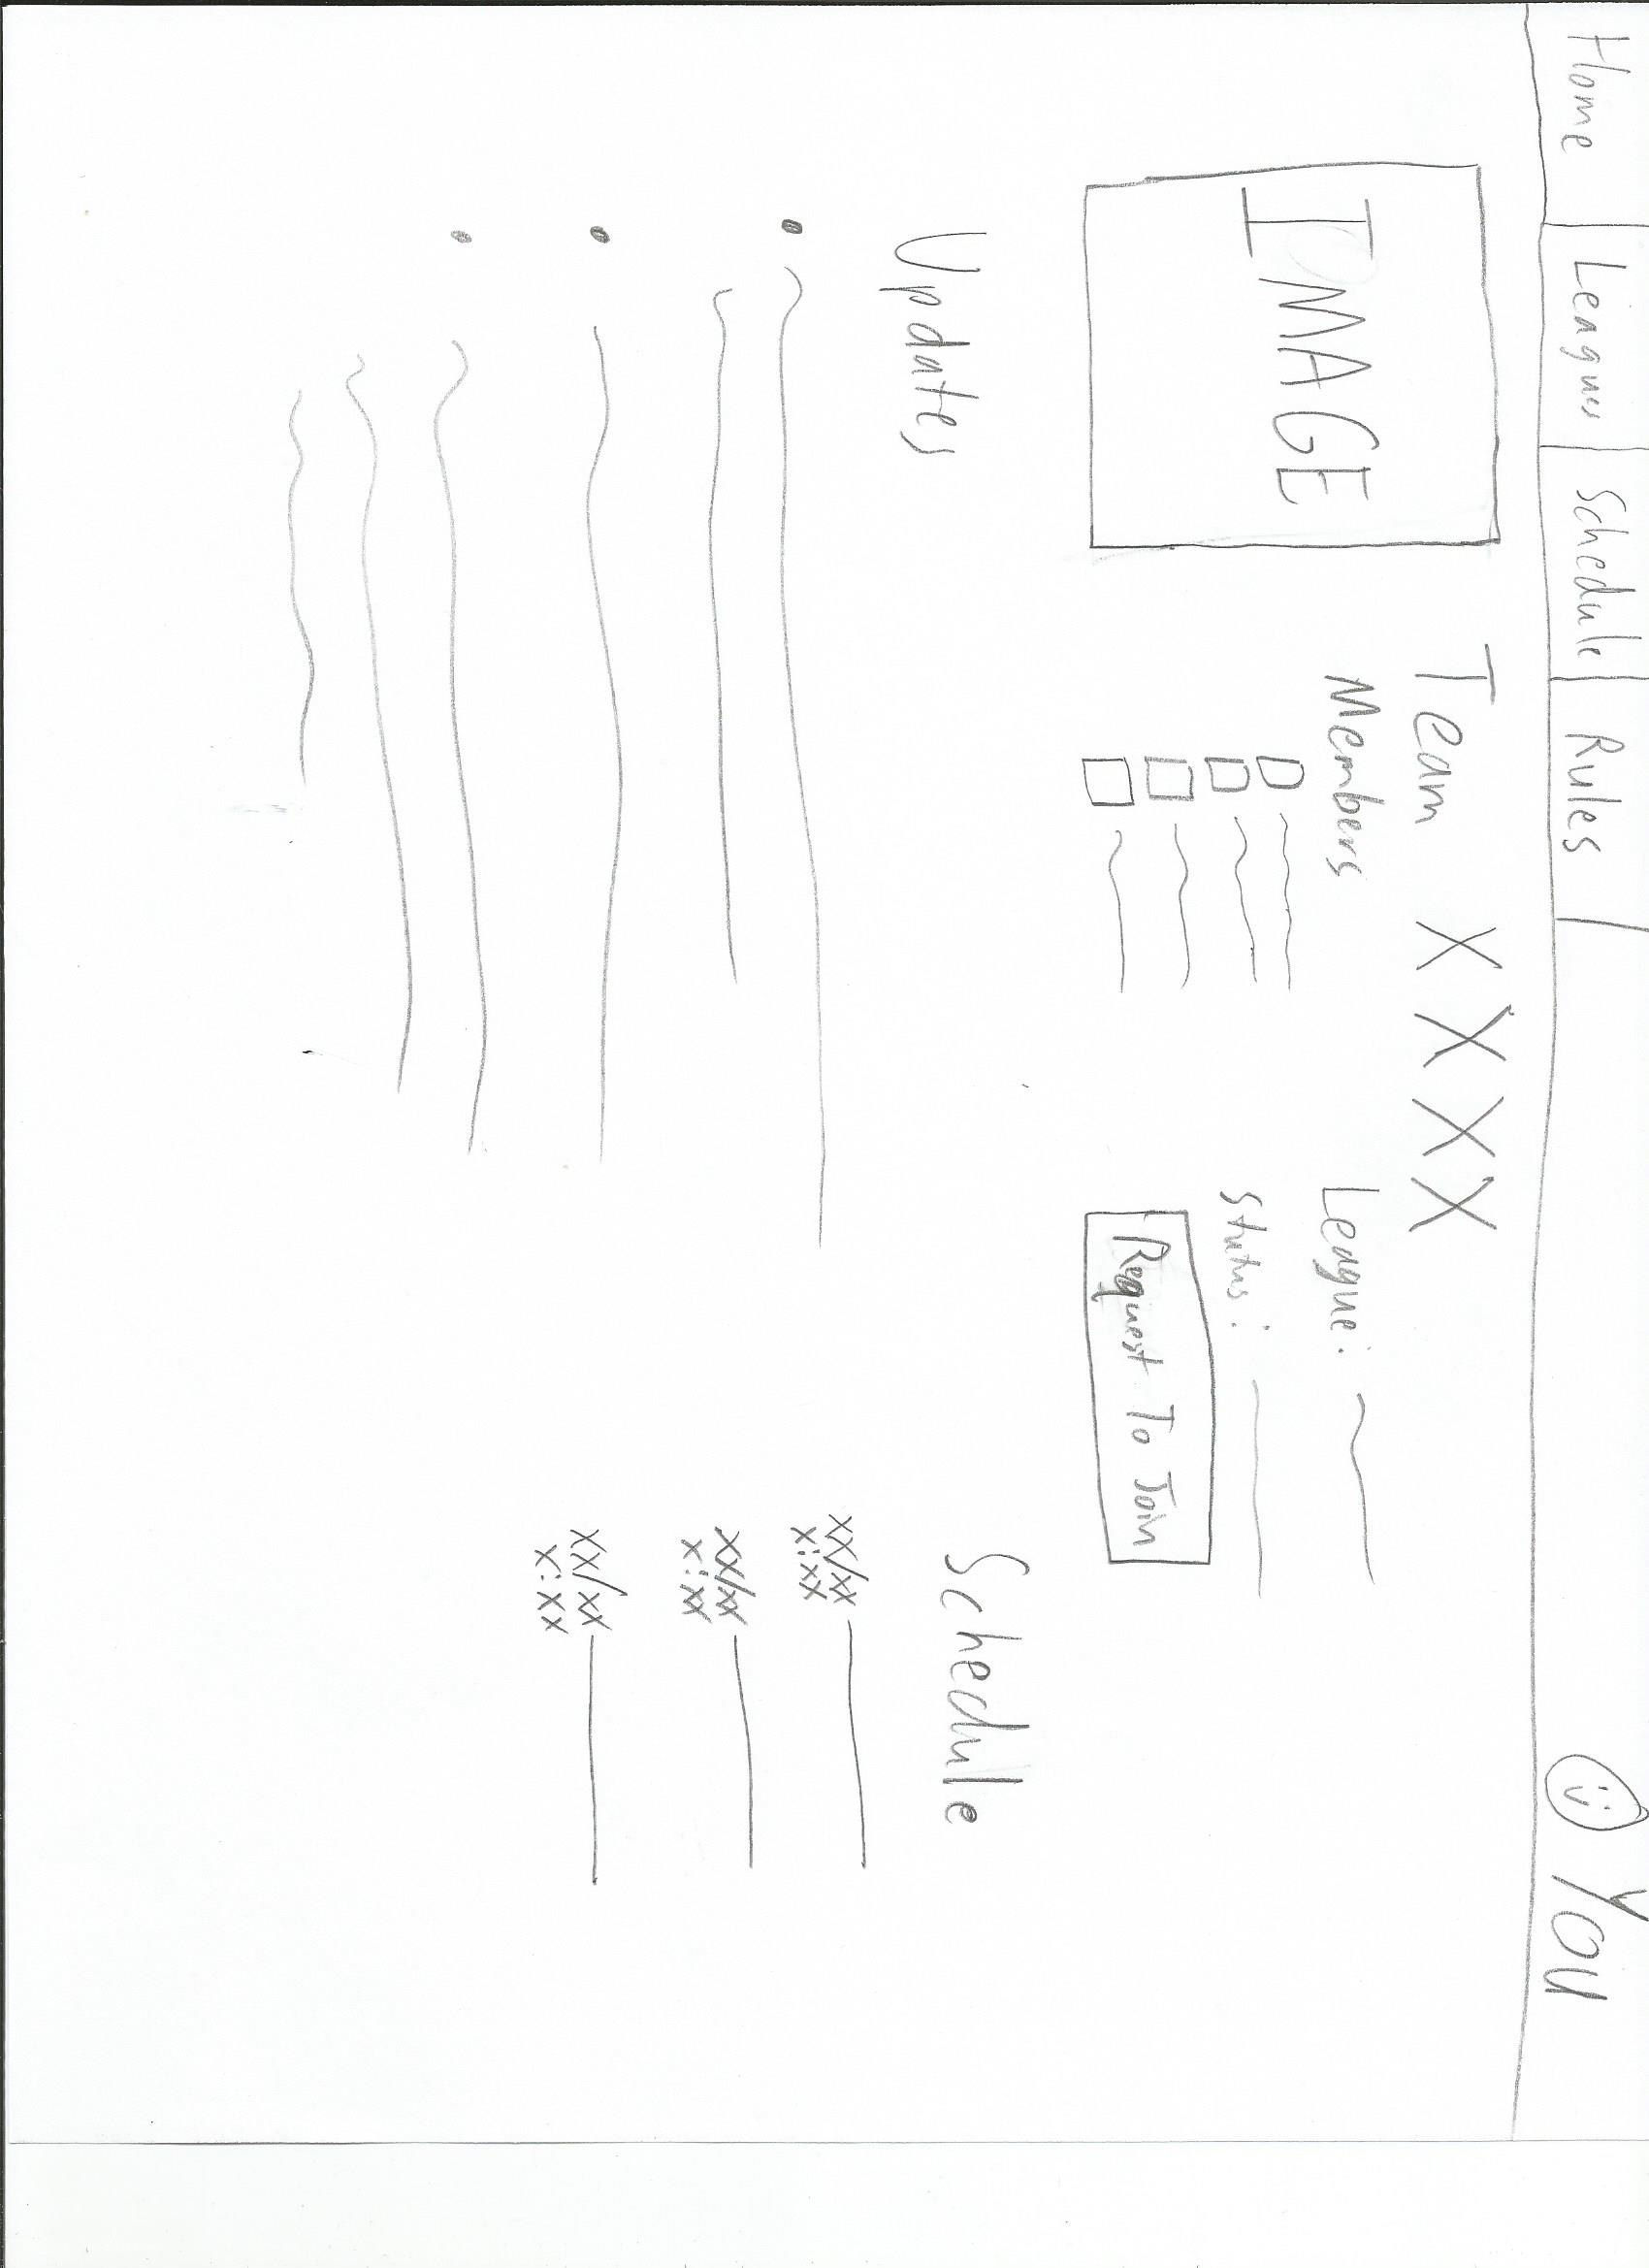 Home Leagues Schedule Rules You
Team XXXX
IMAGE
Members
League:
Status:
Request To Join
Updates
Schedule
XX/XX
X:XX
XX/XX
X:XX
XX/XX
X:XX